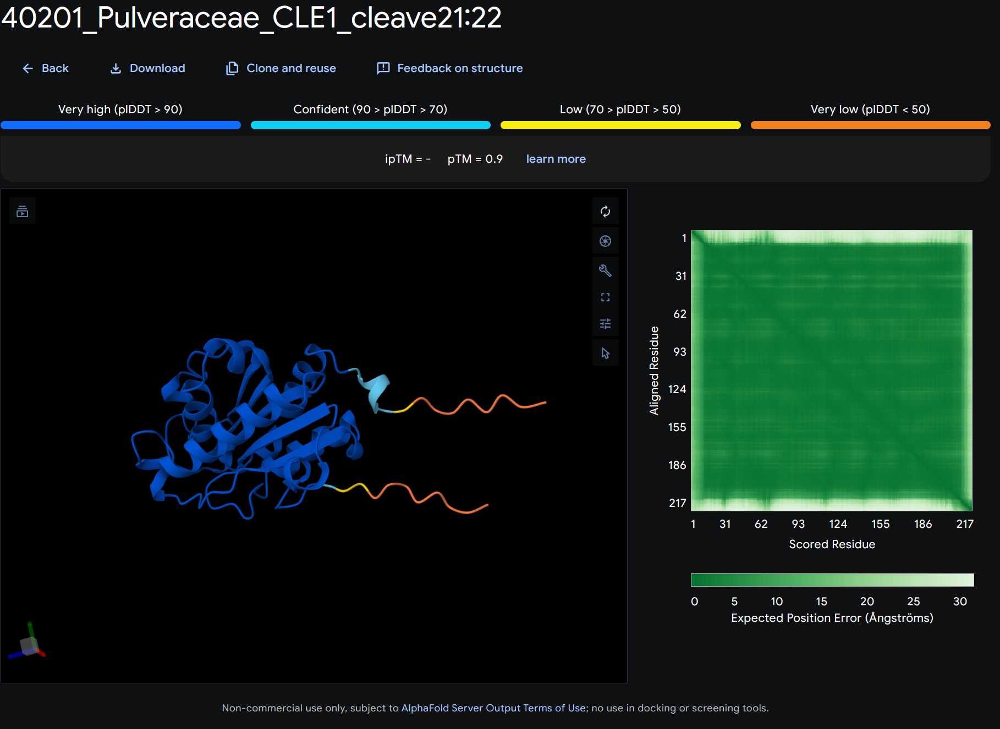 40201_Pulveraceae_CLE1_cleave21:22
Back Download Clone and reuse Feedback on structure
Very high (plDDT > 90) Confident (90 > plDDT > 70) Low (70 > plDDT > 50) Very low (plDDT < 50)
ipTM = - pTM = 0.9 learn more
1
31
62
93
124
155
186
217
Aligned Residue
1 31 62 93 124 155 186 217
Scored Residue
0 5 10 15 20 25 30
Expected Position Error (Ångströms)
Non-commercial use only, subject to AlphaFold Server Output Terms of Use; no use in docking or screening tools.